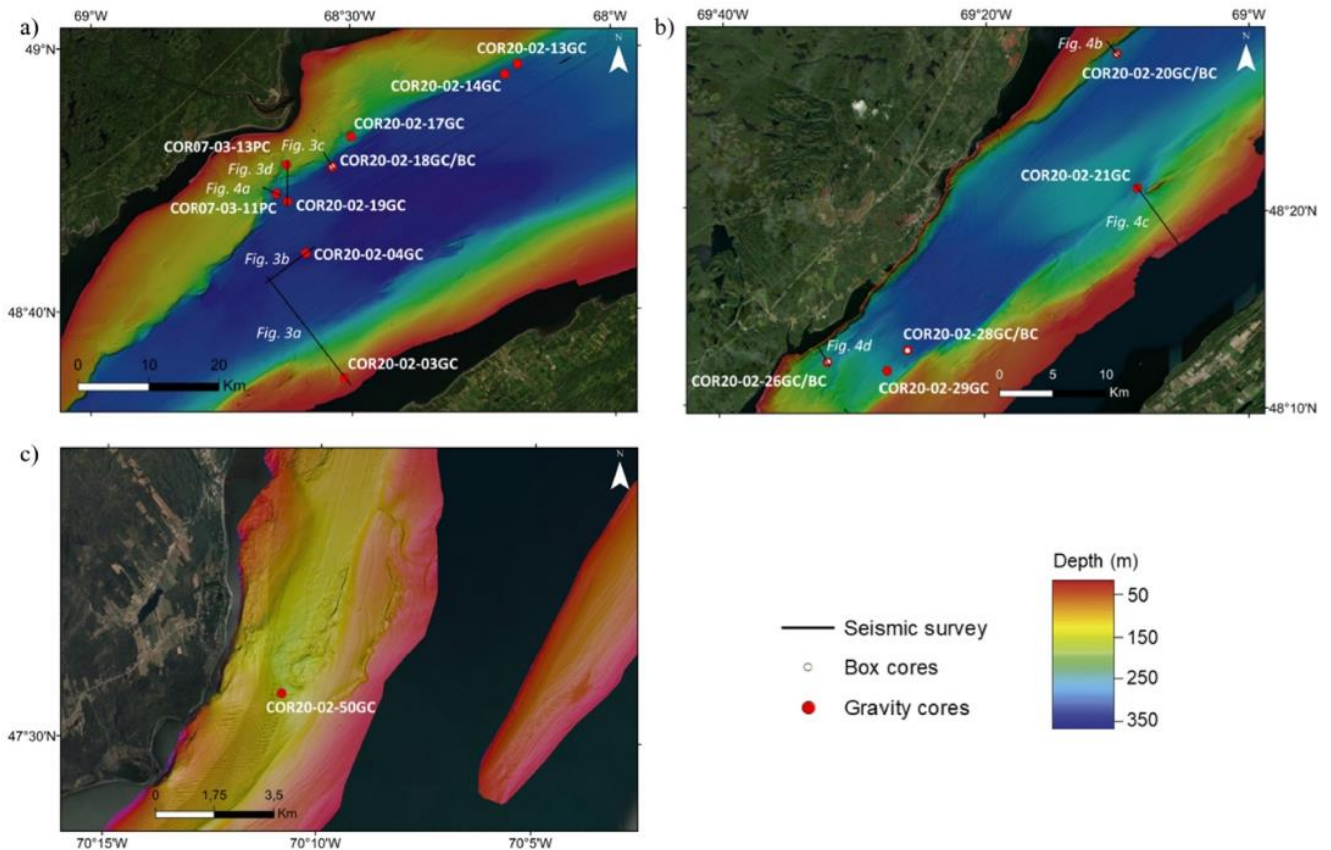 a)
69°W
68°30'W
68°W
49°N
48°40'N
N
COR20-02-13GC
COR20-02-14GC
COR20-02-17GC
COR07-03-13PC
Fig. 3c
Fig. 3d
COR20-02-18GC/BC
Fig. 4a
COR07-03-11PC
COR20-02-19GC
COR20-02-04GC
Fig. 3b
Fig. 3a
COR20-02-03GC
0 10 20
Km
b)
69°40'W
69°20'W
69°W
N
Fig. 4b
COR20-02-20GC/BC
COR20-02-21GC
48°20'N
Fig. 4c
COR20-02-28GC/BC
Fig. 4d
COR20-02-26GC/BC
COR20-02-29GC
0 5 10
Km
48°10'N
c)
N
COR20-02-50GC
47°30'N
0 1,75 3,5
Km
70°15'W
70°10'W
70°5'W
Seismic survey
Box cores
Gravity cores
Depth (m)
50
150
250
350